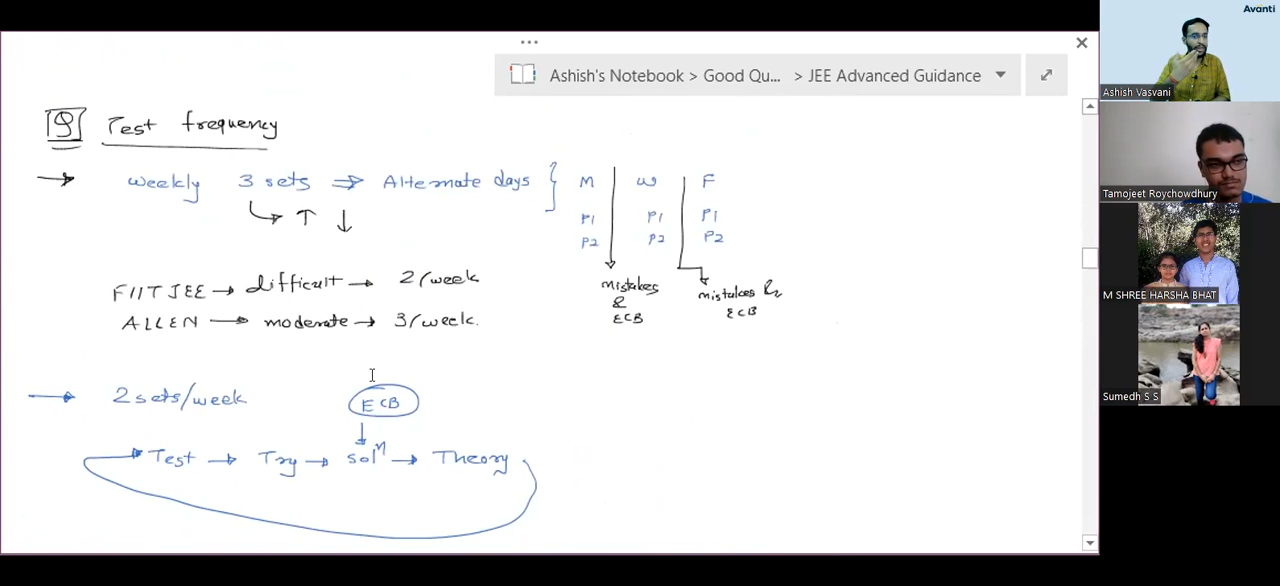 Avanti
...
Ashish's Notebook > Good Qu... > JEE Advanced Guidance
Ashish Vasvani
Tamojeet Roychowdhury
M SHREE HARSHA BHAT
Sumedh S S
Q Test frequency
→ weekly 3 sets ⇒ Alternate days { M W F
↳ ↑ ↓
P1 P1 P1
P2 P2 P2
mistakes & ECB
mistakes & ECB
FIITJEE → difficult → 2/week
ALLEN → moderate → 3/week.
→ 2 sets/week
ECB
Test → Try → solⁿ → Theory